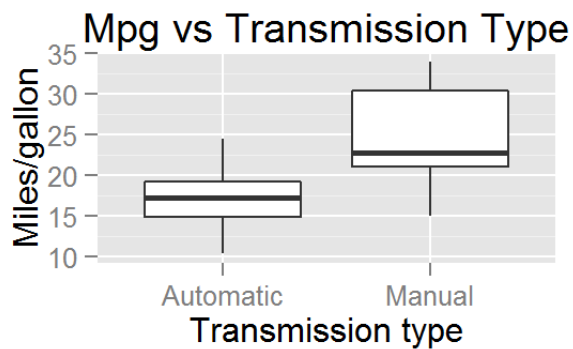 Mpg vs Transmission Type
Miles/gallon
35
30
25
20
15
10
Automatic Manual
Transmission type